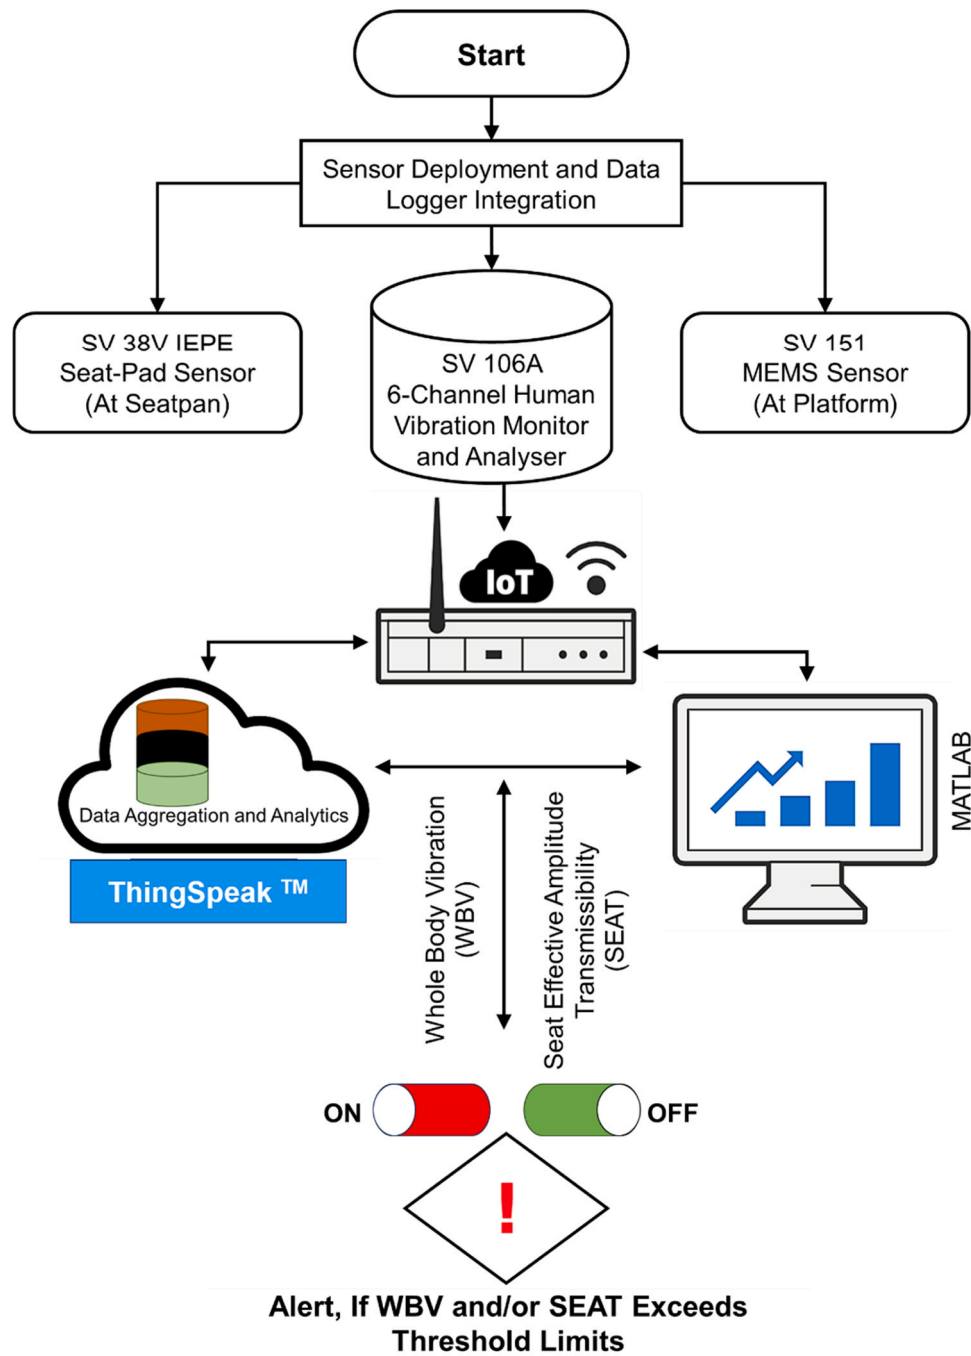 Start
Sensor Deployment and Data
Logger Integration
SV 38V IEPE
Seat-Pad Sensor
(At Seatpan)
SV 106A
6-Channel Human
Vibration Monitor
and Analyser
SV 151
MEMS Sensor
(At Platform)
IoT
Data Aggregation and Analytics
ThingSpeak TM
MATLAB
Whole Body Vibration
(WBV)
Seat Effective Amplitude
Transmissibility
(SEAT)
ON
OFF
!
Alert, If WBV and/or SEAT Exceeds
Threshold Limits